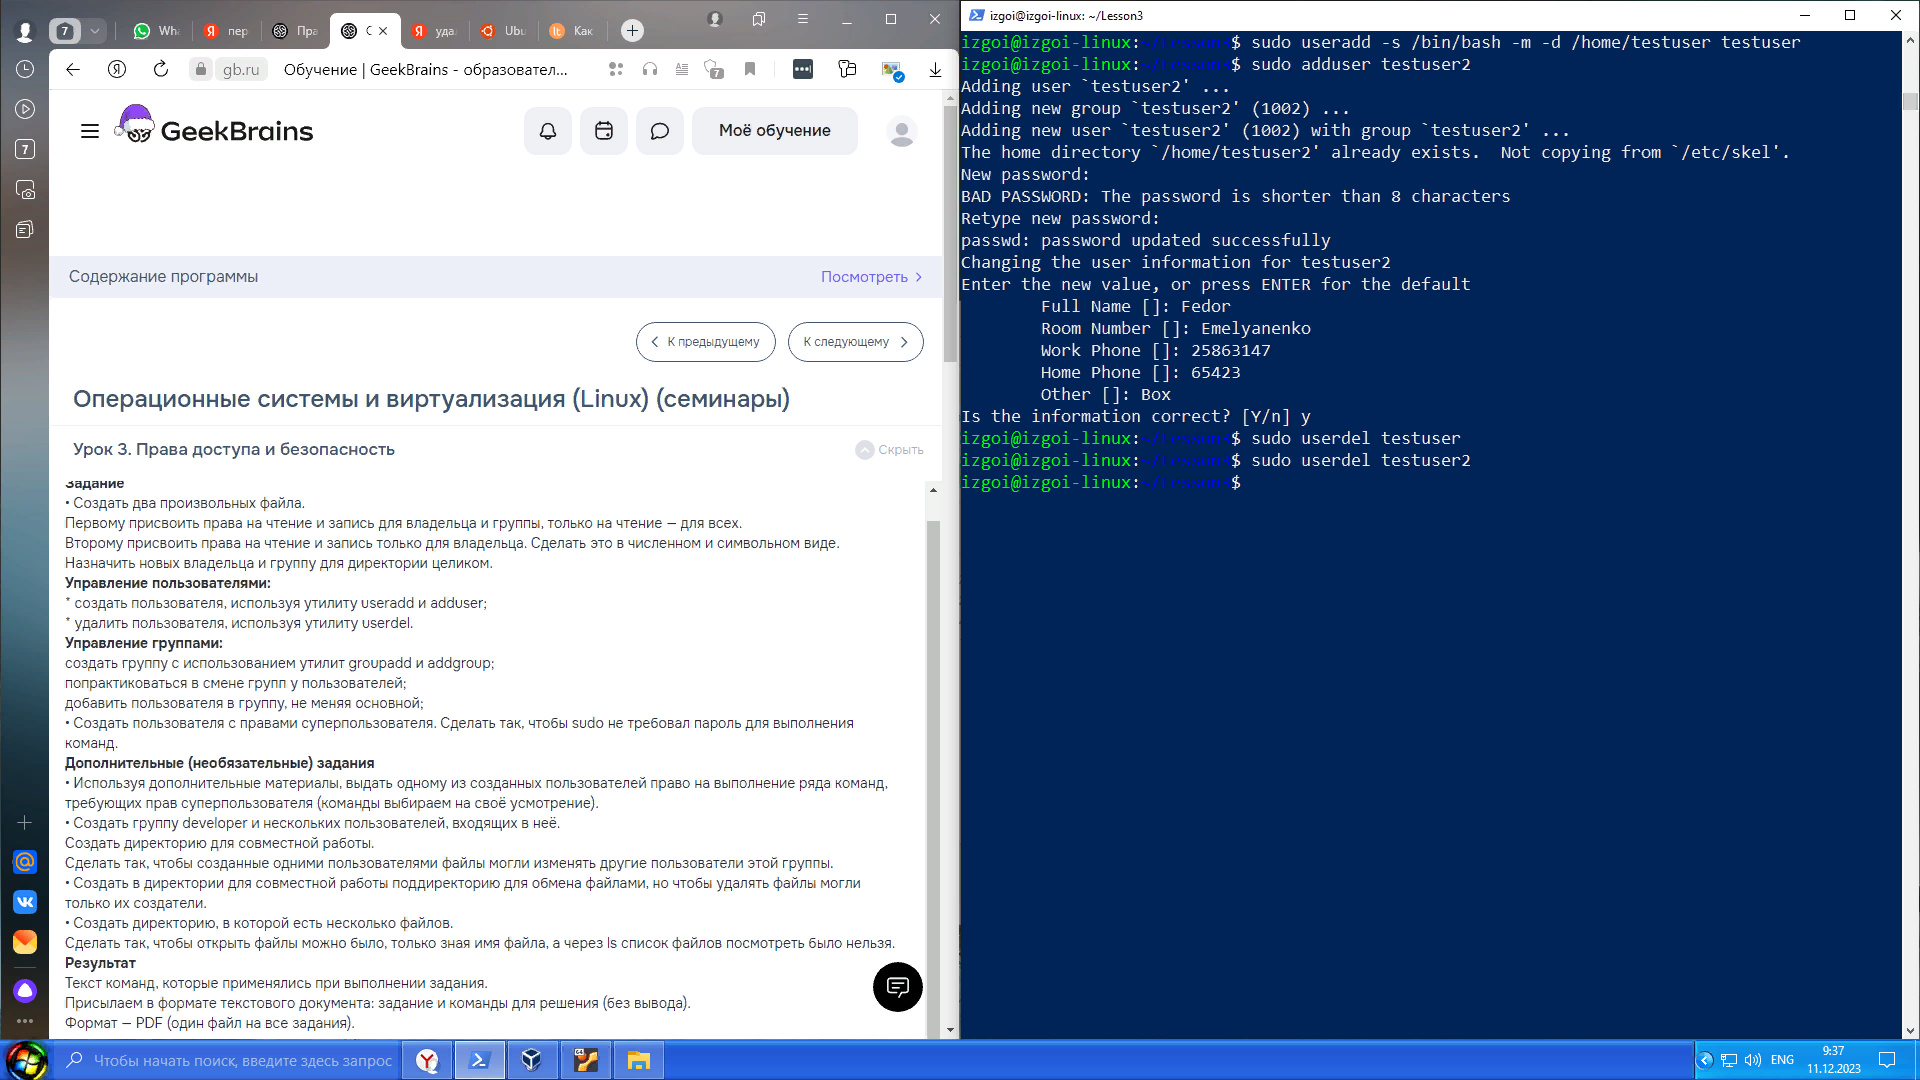 7
Wha
пер
Пра
С
уда
Ubu
Как
gb.ru
Обучение | GeekBrains - образовател...
7
7
GeekBrains
Моё обучение
Содержание программы
Посмотреть
К предыдущему
К следующему
Операционные системы и виртуализация (Linux) (семинары)
Урок 3. Права доступа и безопасность
Скрыть
Задание
• Создать два произвольных файла.
Первому присвоить права на чтение и запись для владельца и группы, только на чтение — для всех.
Второму присвоить права на чтение и запись только для владельца. Сделать это в численном и символьном виде.
Назначить новых владельца и группу для директории целиком.
Управление пользователями:
* создать пользователя, используя утилиту useradd и adduser;
* удалить пользователя, используя утилиту userdel.
Управление группами:
создать группу с использованием утилит groupadd и addgroup;
попрактиковаться в смене групп у пользователей;
добавить пользователя в группу, не меняя основной;
• Создать пользователя с правами суперпользователя. Сделать так, чтобы sudo не требовал пароль для выполнения
команд.
Дополнительные (необязательные) задания
• Используя дополнительные материалы, выдать одному из созданных пользователей право на выполнение ряда команд,
требующих прав суперпользователя (команды выбираем на своё усмотрение).
• Создать группу developer и нескольких пользователей, входящих в неё.
Создать директорию для совместной работы.
Сделать так, чтобы созданные одними пользователями файлы могли изменять другие пользователи этой группы.
• Создать в директории для совместной работы поддиректорию для обмена файлами, но чтобы удалять файлы могли
только их создатели.
• Создать директорию, в которой есть несколько файлов.
Сделать так, чтобы открыть файлы можно было, только зная имя файла, а через ls список файлов посмотреть было нельзя.
Результат
Текст команд, которые применялись при выполнении задания.
Присылаем в формате текстового документа: задание и команды для решения (без вывода).
Формат — PDF (один файл на все задания).
izgoi@izgoi-linux: ~/Lesson3
izgoi@izgoi-linux:~/Lesson3$ sudo useradd -s /bin/bash -m -d /home/testuser testuser
izgoi@izgoi-linux:~/Lesson3$ sudo adduser testuser2
Adding user `testuser2' ...
Adding new group `testuser2' (1002) ...
Adding new user `testuser2' (1002) with group `testuser2' ...
The home directory `/home/testuser2' already exists.  Not copying from `/etc/skel'.
New password:
BAD PASSWORD: The password is shorter than 8 characters
Retype new password:
passwd: password updated successfully
Changing the user information for testuser2
Enter the new value, or press ENTER for the default
Full Name []: Fedor
Room Number []: Emelyanenko
Work Phone []: 25863147
Home Phone []: 65423
Other []: Box
Is the information correct? [Y/n] y
izgoi@izgoi-linux:~/Lesson3$ sudo userdel testuser
izgoi@izgoi-linux:~/Lesson3$ sudo userdel testuser2
izgoi@izgoi-linux:~/Lesson3$
Чтобы начать поиск, введите здесь запрос
ENG
9:37
11.12.2023